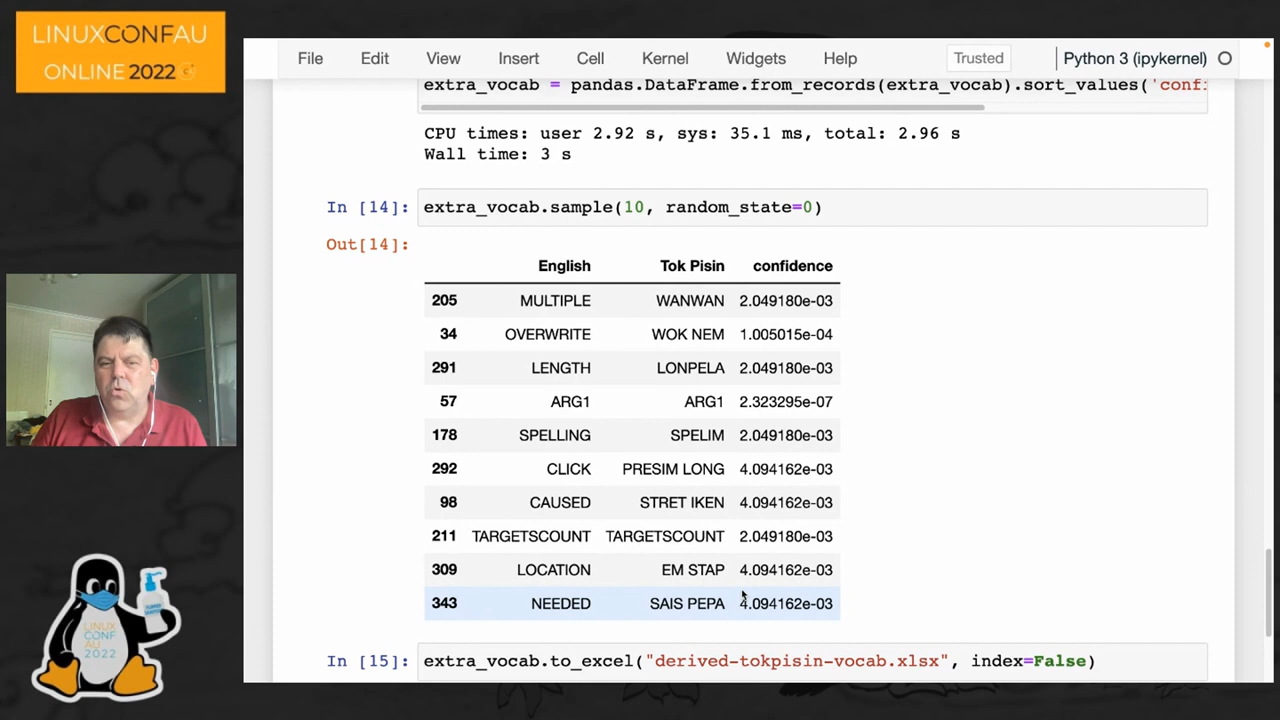 LINUXCONFAU
ONLINE 2022
File Edit View Insert Cell Kernel Widgets Help Trusted Python 3 (ipykernel)
extra_vocab = pandas.DataFrame.from_records(extra_vocab).sort_values('conf
CPU times: user 2.92 s, sys: 35.1 ms, total: 2.96 s
Wall time: 3 s
In [14]: extra_vocab.sample(10, random_state=0)
Out[14]:
English Tok Pisin confidence
205 MULTIPLE WANWAN 2.049180e-03
34 OVERWRITE WOK NEM 1.005015e-04
291 LENGTH LONPELA 2.049180e-03
57 ARG1 ARG1 2.323295e-07
178 SPELLING SPELIM 2.049180e-03
292 CLICK PRESIM LONG 4.094162e-03
98 CAUSED STRET IKEN 4.094162e-03
211 TARGETSCOUNT TARGETSCOUNT 2.049180e-03
309 LOCATION EM STAP 4.094162e-03
343 NEEDED SAIS PEPA 4.094162e-03
In [15]: extra_vocab.to_excel("derived-tokpisin-vocab.xlsx", index=False)
LINUX
CONF
AU
2022